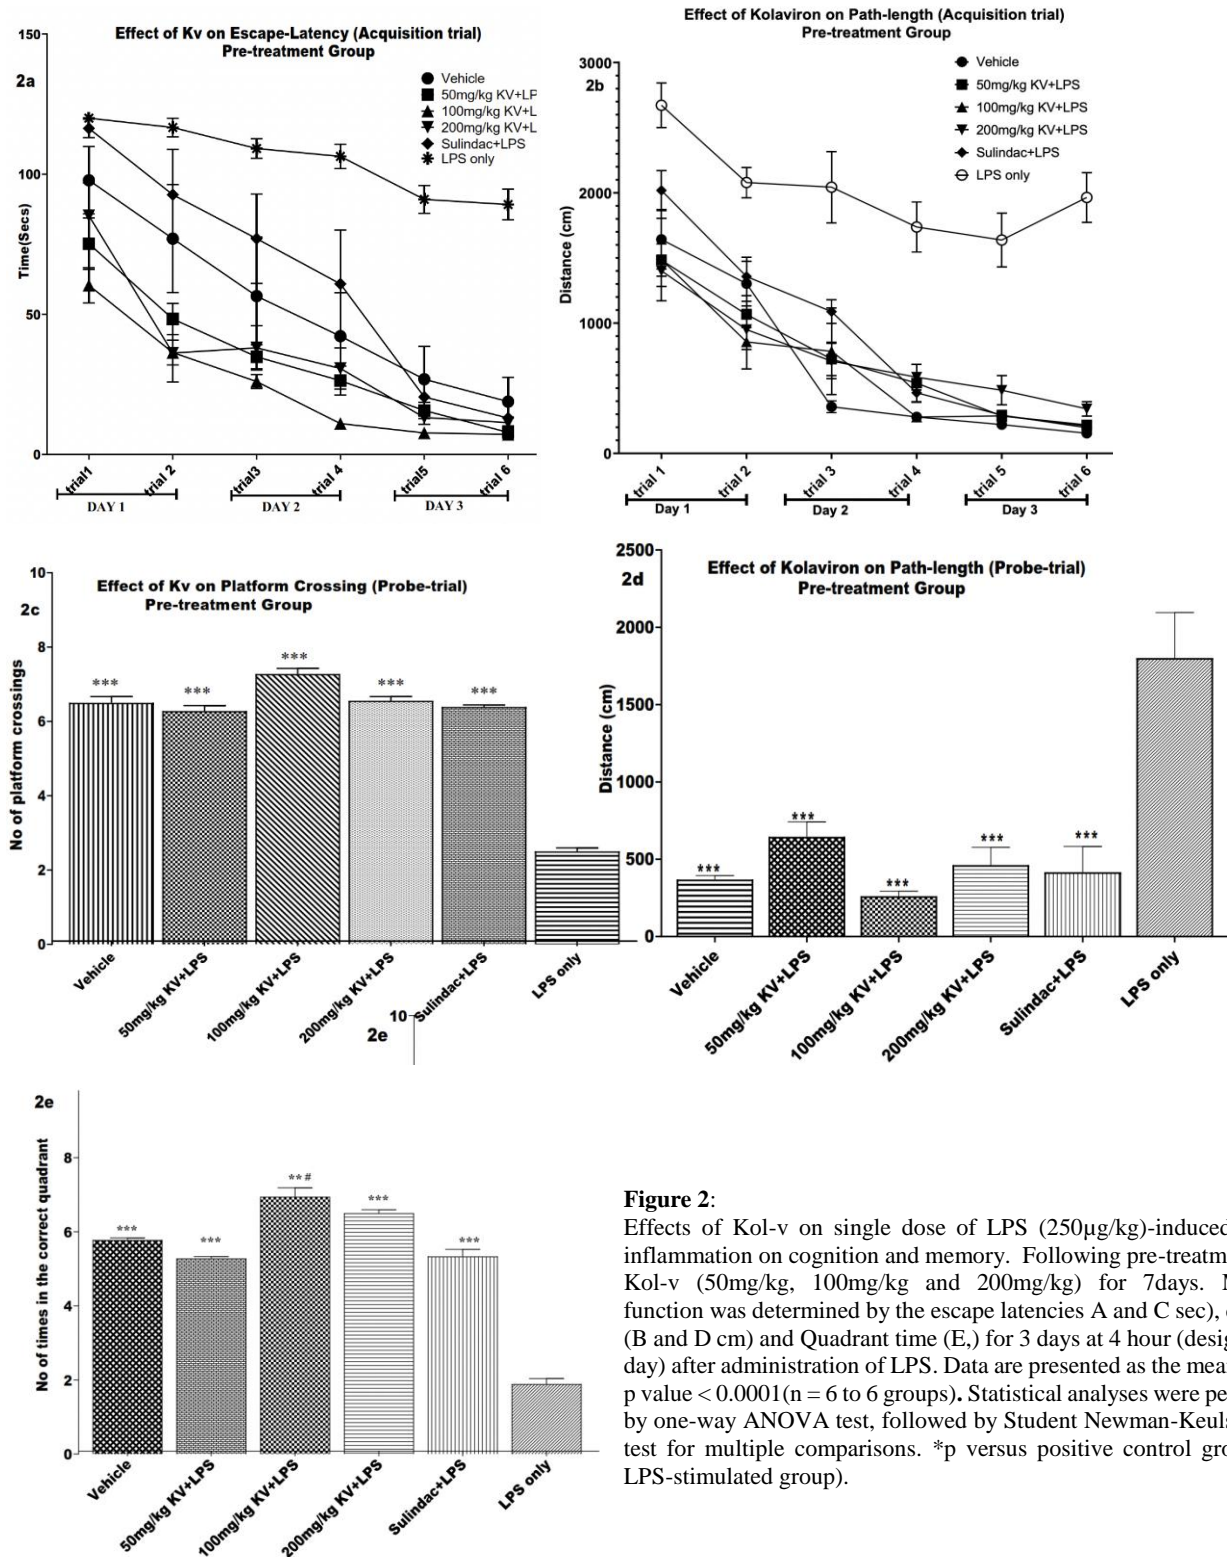 Effect of Kv on Escape-Latency (Acquisition trial)
Pre-treatment Group
2a
Time(Secs)
150
100
50
0
Vehicle
50mg/kg KV+LP
100mg/kg KV+L
200mg/kg KV+L
Sulindac+LPS
LPS only
trial1
trial 2
trial3
trial 4
trial5
trial 6
DAY 1
DAY 2
DAY 3
Effect of Kolaviron on Path-length (Acquisition trial)
Pre-treatment Group
2b
Distance (cm)
3000
2000
1000
0
Vehicle
50mg/kg KV+LPS
100mg/kg KV+LPS
200mg/kg KV+LPS
Sulindac+LPS
LPS only
trial 1
trial 2
trial 3
trial 4
trial 5
trial 6
Day 1
Day 2
Day 3
Effect of Kv on Platform Crossing (Probe-trial)
Pre-treatment Group
2c
No of platform crossings
10
8
6
4
2
0
***
***
***
***
***
Vehicle
50mg/kg KV+LPS
100mg/kg KV+LPS
200mg/kg KV+LPS
Sulindac+LPS
LPS only
Effect of Kolaviron on Path-length (Probe-trial)
Pre-treatment Group
2d
Distance (cm)
2500
2000
1500
1000
500
0
***
***
***
***
***
Vehicle
50mg/kg KV+LPS
100mg/kg KV+LPS
200mg/kg KV+LPS
Sulindac+LPS
LPS only
10
2e
2e
No of times in the correct quadrant
8
6
4
2
0
***
***
**#
***
***
Vehicle
50mg/kg KV+LPS
100mg/kg KV+LPS
200mg/kg KV+LPS
Sulindac+LPS
LPS only
Figure 2:
Effects of Kol-v on single dose of LPS (250µg/kg)-induced
inflammation on cognition and memory. Following pre-treatm
Kol-v (50mg/kg, 100mg/kg and 200mg/kg) for 7days.
function was determined by the escape latencies A and C sec),
(B and D cm) and Quadrant time (E,) for 3 days at 4 hour (desig
day) after administration of LPS. Data are presented as the mean
p value < 0.0001(n = 6 to 6 groups). Statistical analyses were pe
by one-way ANOVA test, followed by Student Newman-Keuls
test for multiple comparisons. *p versus positive control gro
LPS-stimulated group).